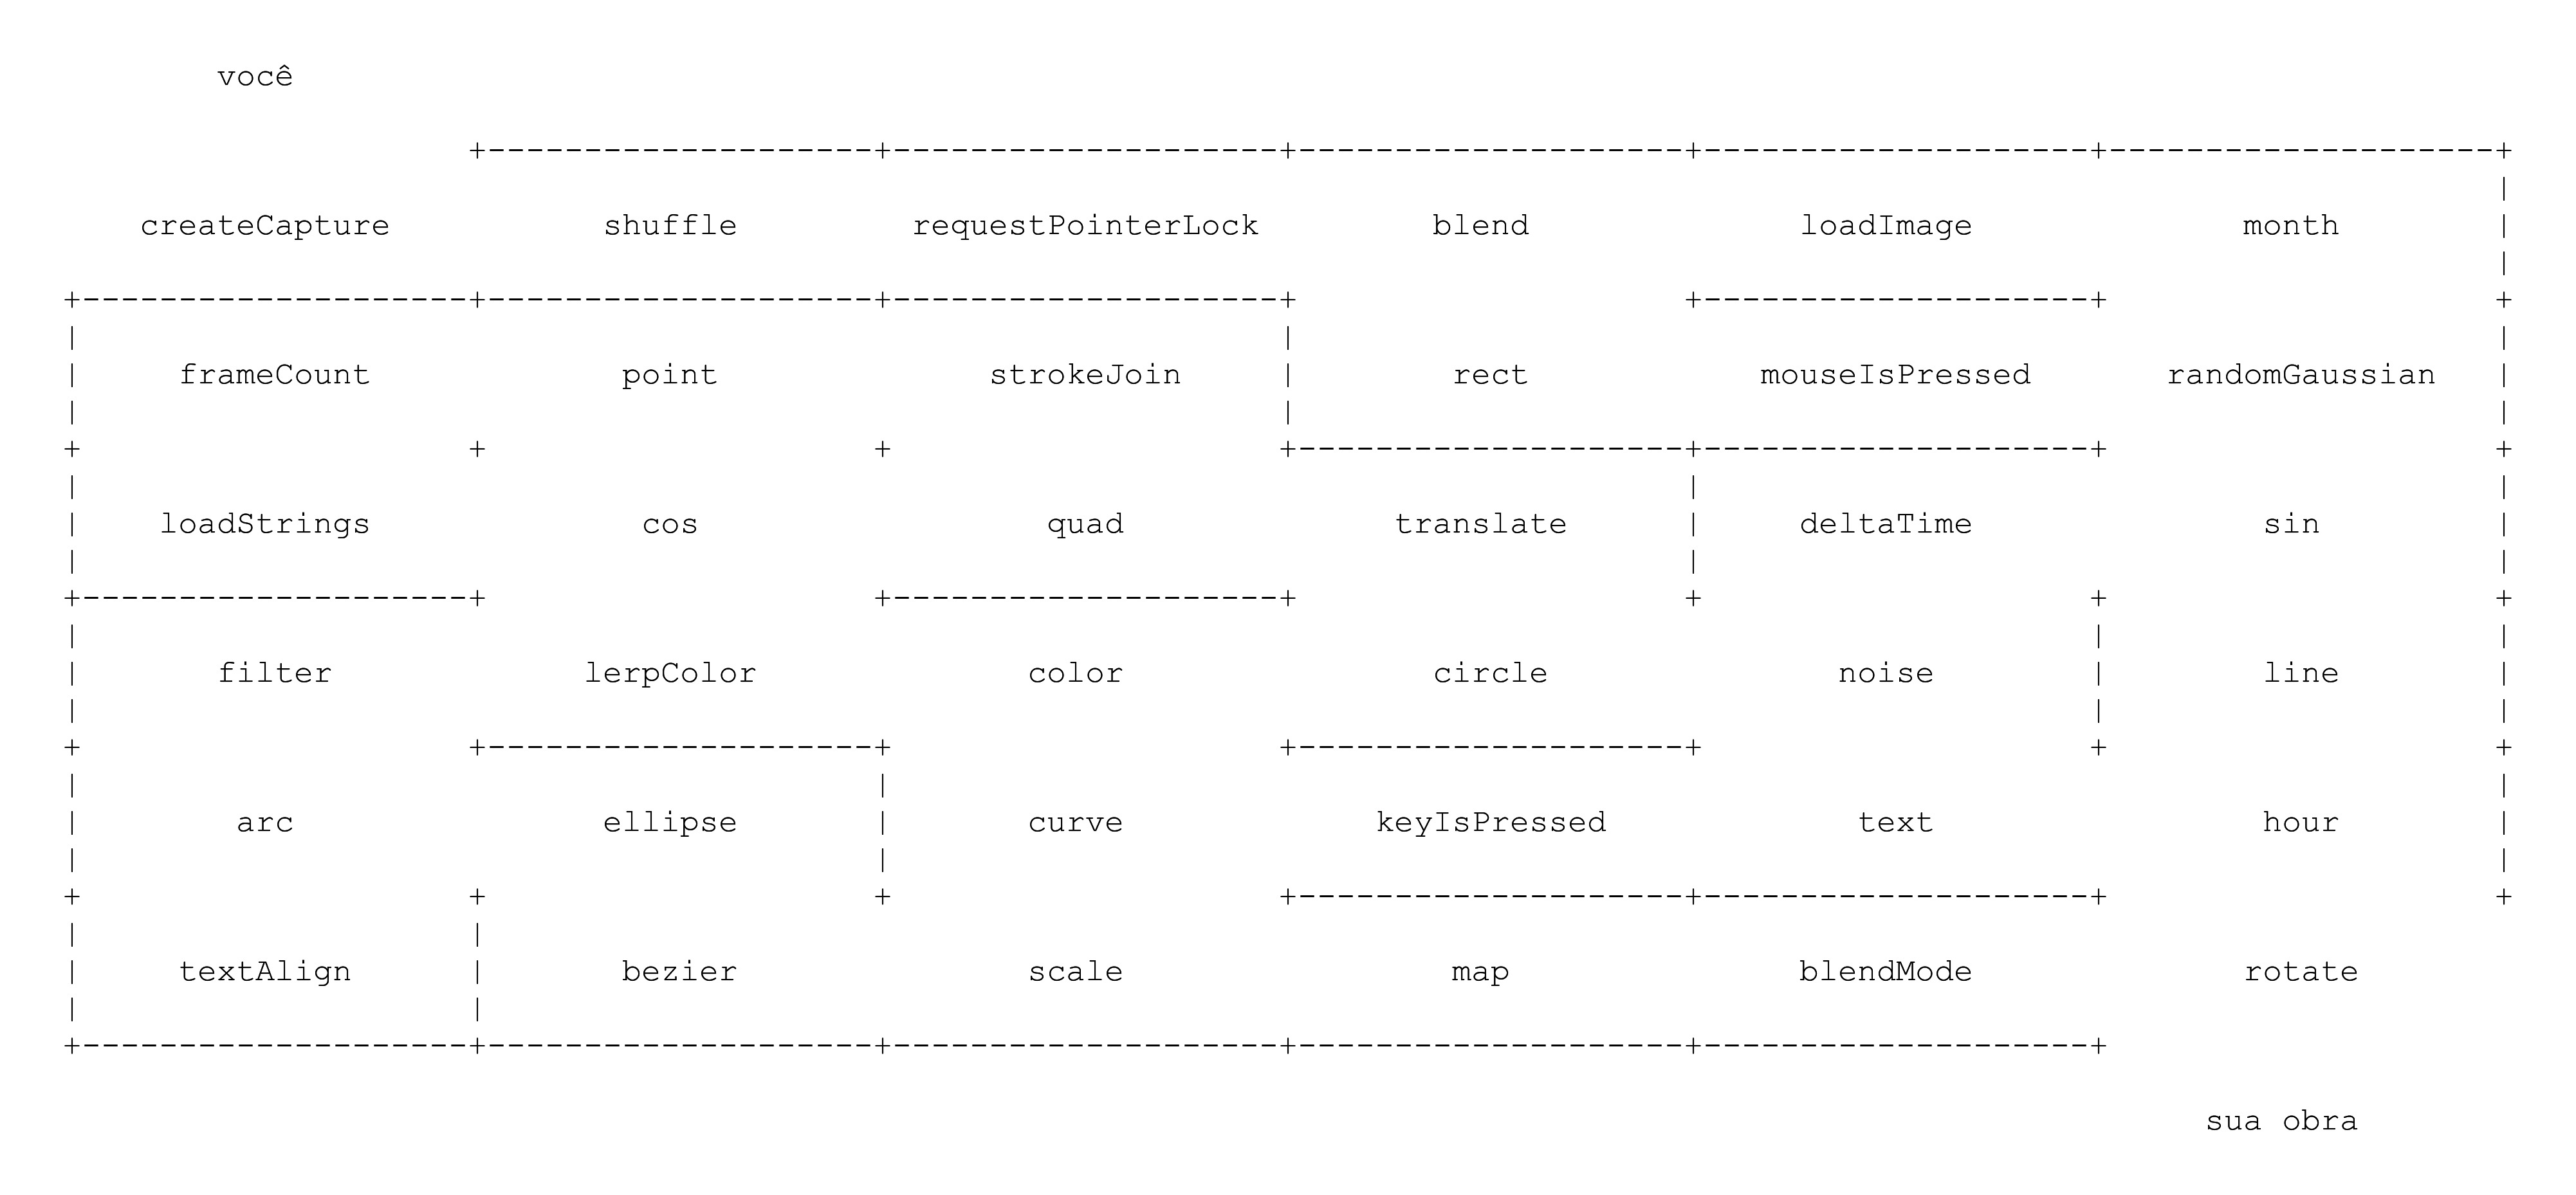 você
createCapture shuffle requestPointerLock blend loadImage month
frameCount point strokeJoin rect mouseIsPressed randomGaussian
loadStrings cos quad translate deltaTime sin
filter lerpColor color circle noise line
arc ellipse curve keyIsPressed text hour
textAlign bezier scale map blendMode rotate
sua obra